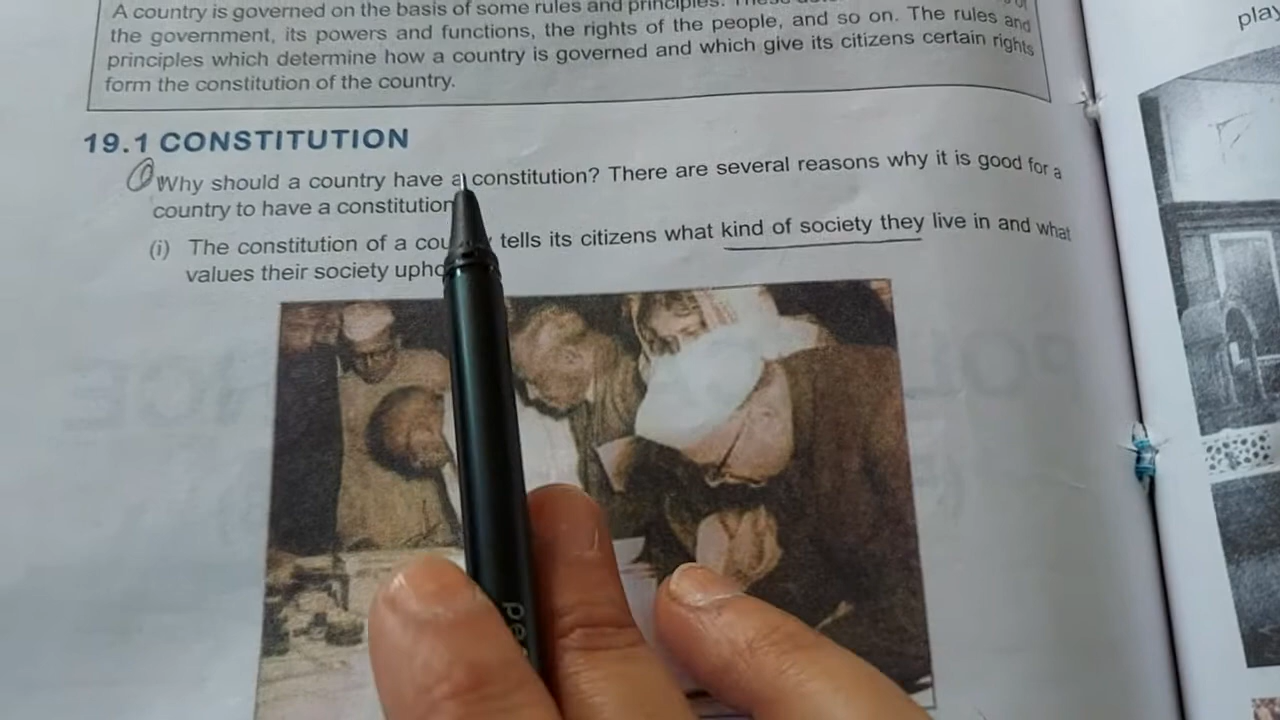 A country is governed on the basis of some rules and principles.
the government, its powers and functions, the rights of the people, and so on. The rules and
principles which determine how a country is governed and which give its citizens certain rights
form the constitution of the country.
19.1 CONSTITUTION
Why should a country have a constitution? There are several reasons why it is good for a
country to have a constitution
(i) The constitution of a cou tells its citizens what kind of society they live in and what
values their society upho
play
pe